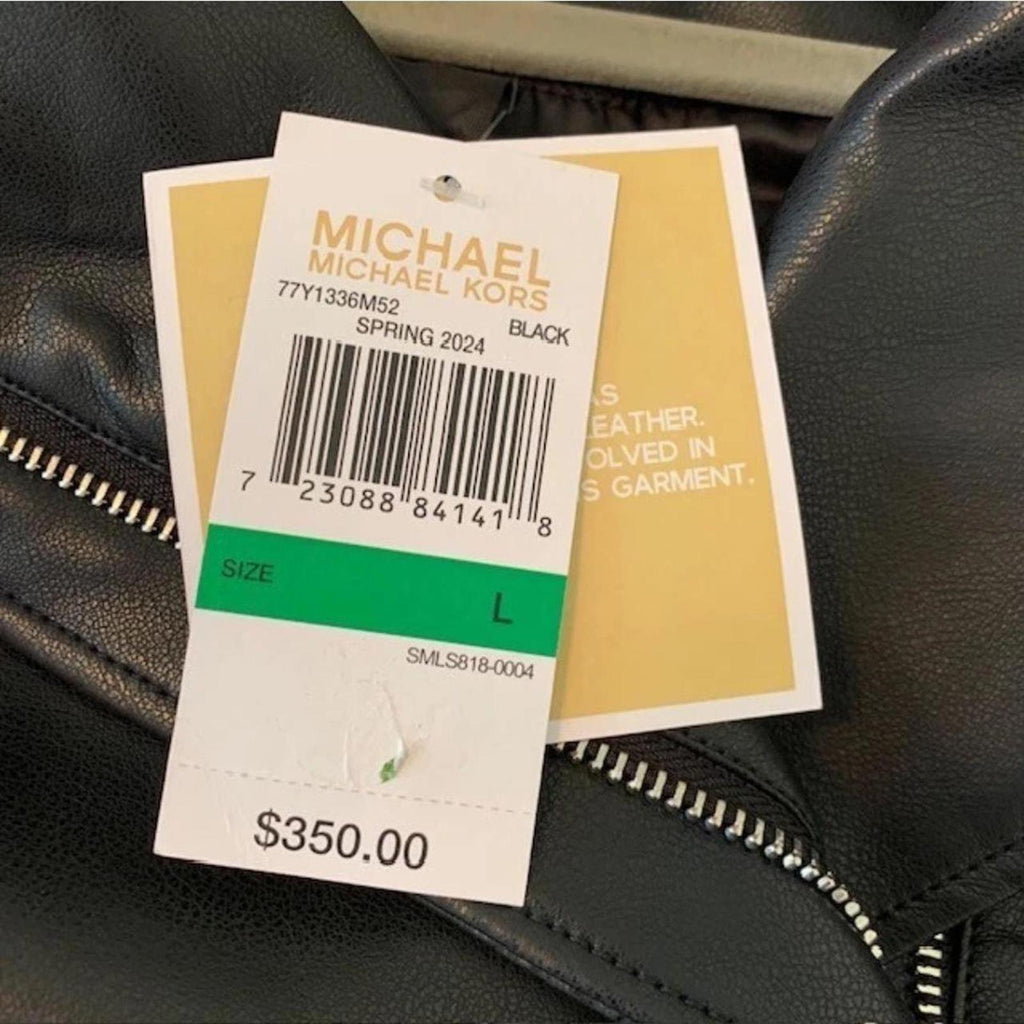 MICHAEL
MICHAEL KORS
77Y1336M52
SPRING 2024 BLACK
7 23088 84141 8
SIZE L
SMLS818-0004
$350.00
AS
LEATHER.
OLVED IN
S GARMENT.